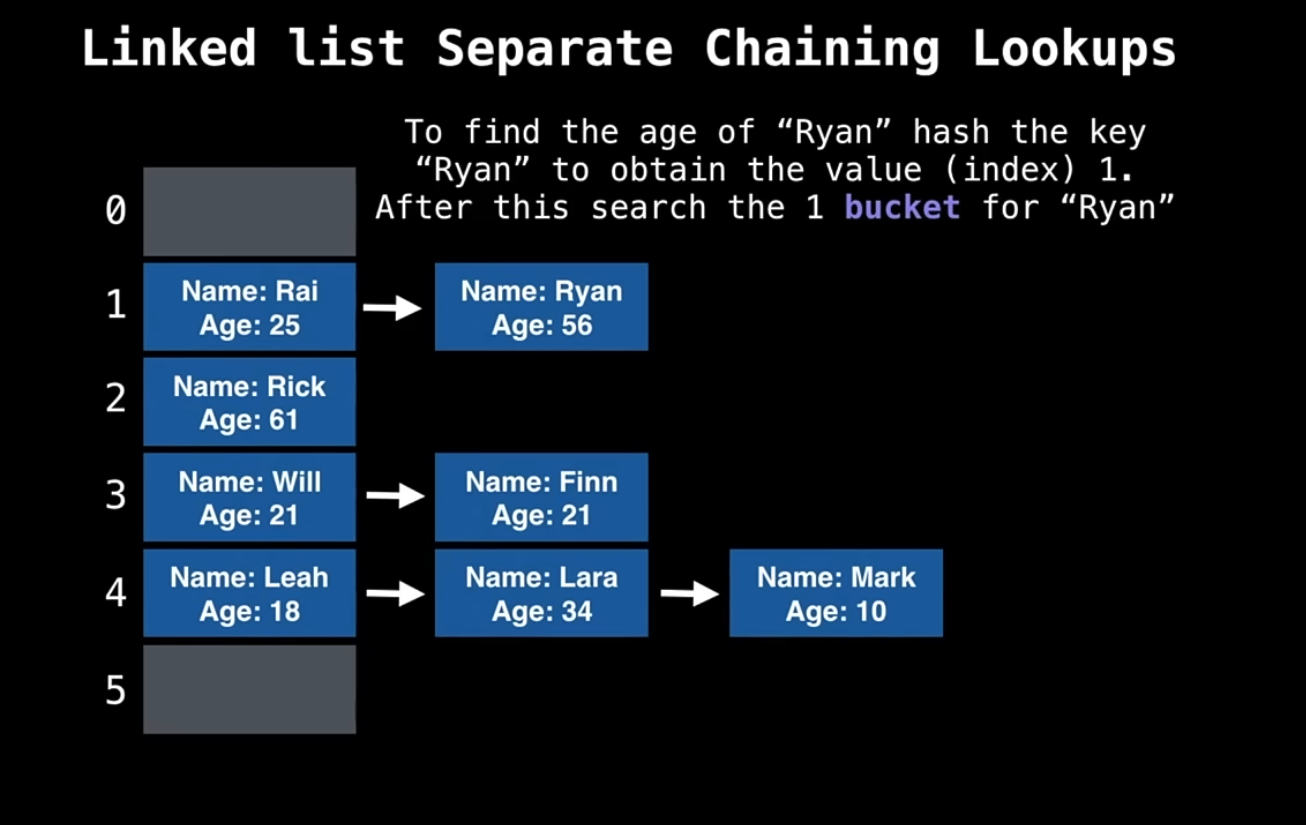 Linked list Separate Chaining Lookups
To find the age of “Ryan” hash the key
“Ryan” to obtain the value (index) 1.
After this search the 1 bucket for “Ryan”
0
1
Name: Rai
Age: 25
Name: Ryan
Age: 56
2
Name: Rick
Age: 61
3
Name: Will
Age: 21
Name: Finn
Age: 21
4
Name: Leah
Age: 18
Name: Lara
Age: 34
Name: Mark
Age: 10
5